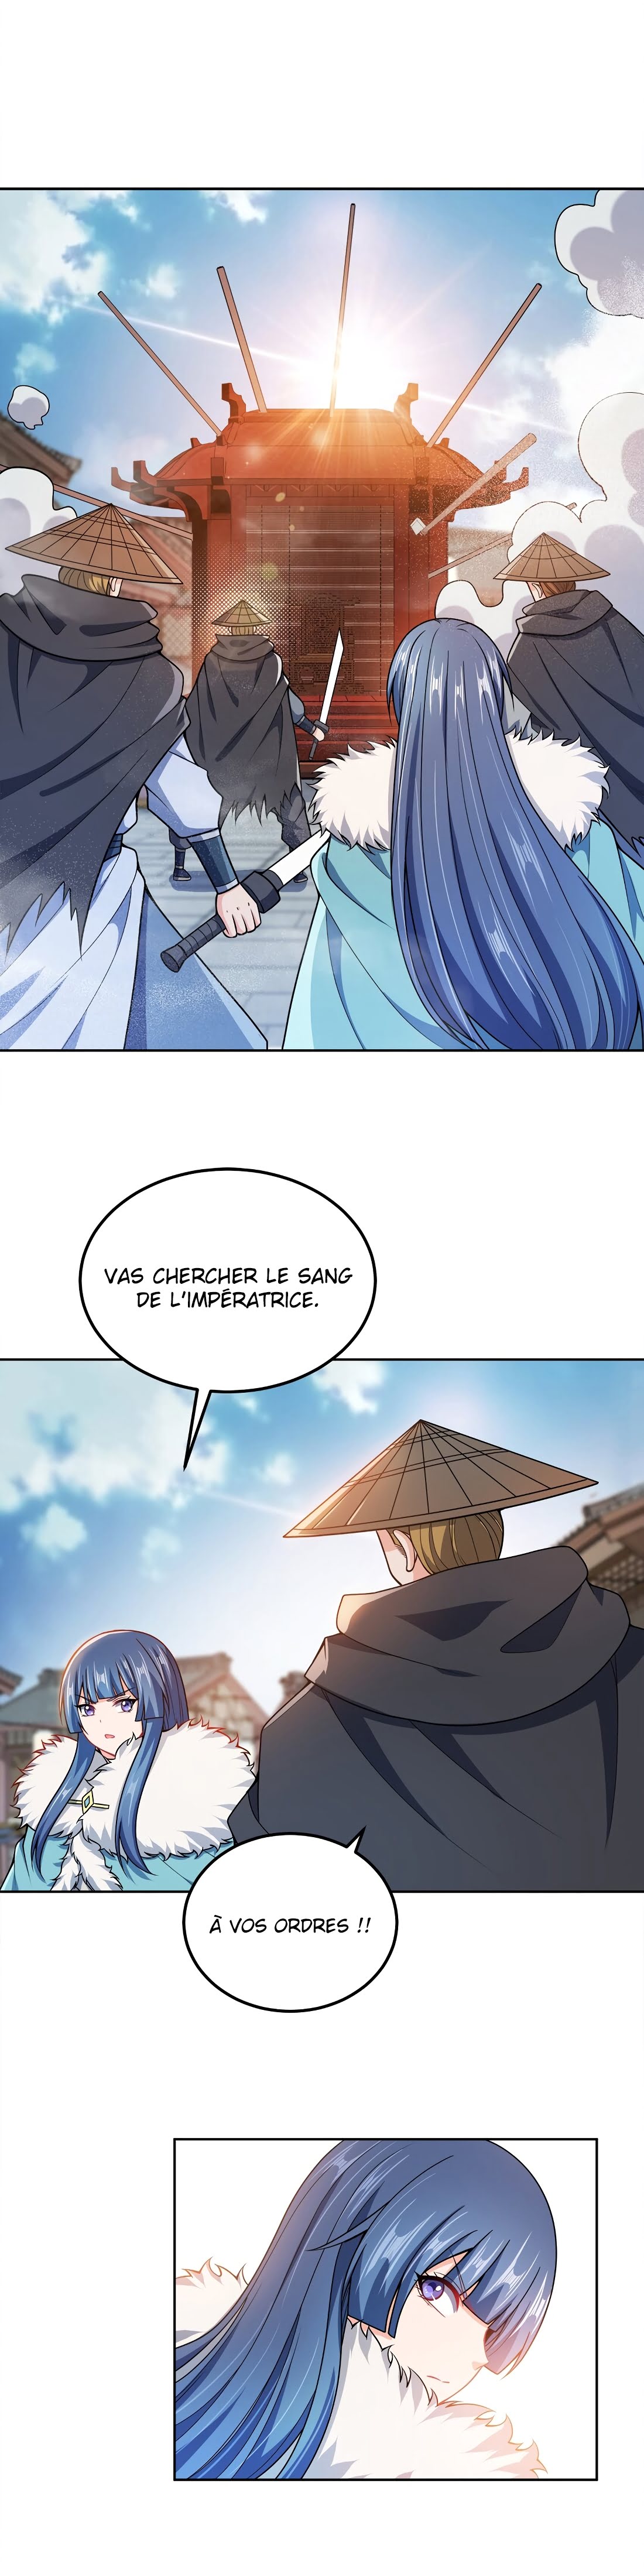 VAS CHERCHER LE SANG
DE L'IMPÉRATRICE.
À VOS ORDRES !!